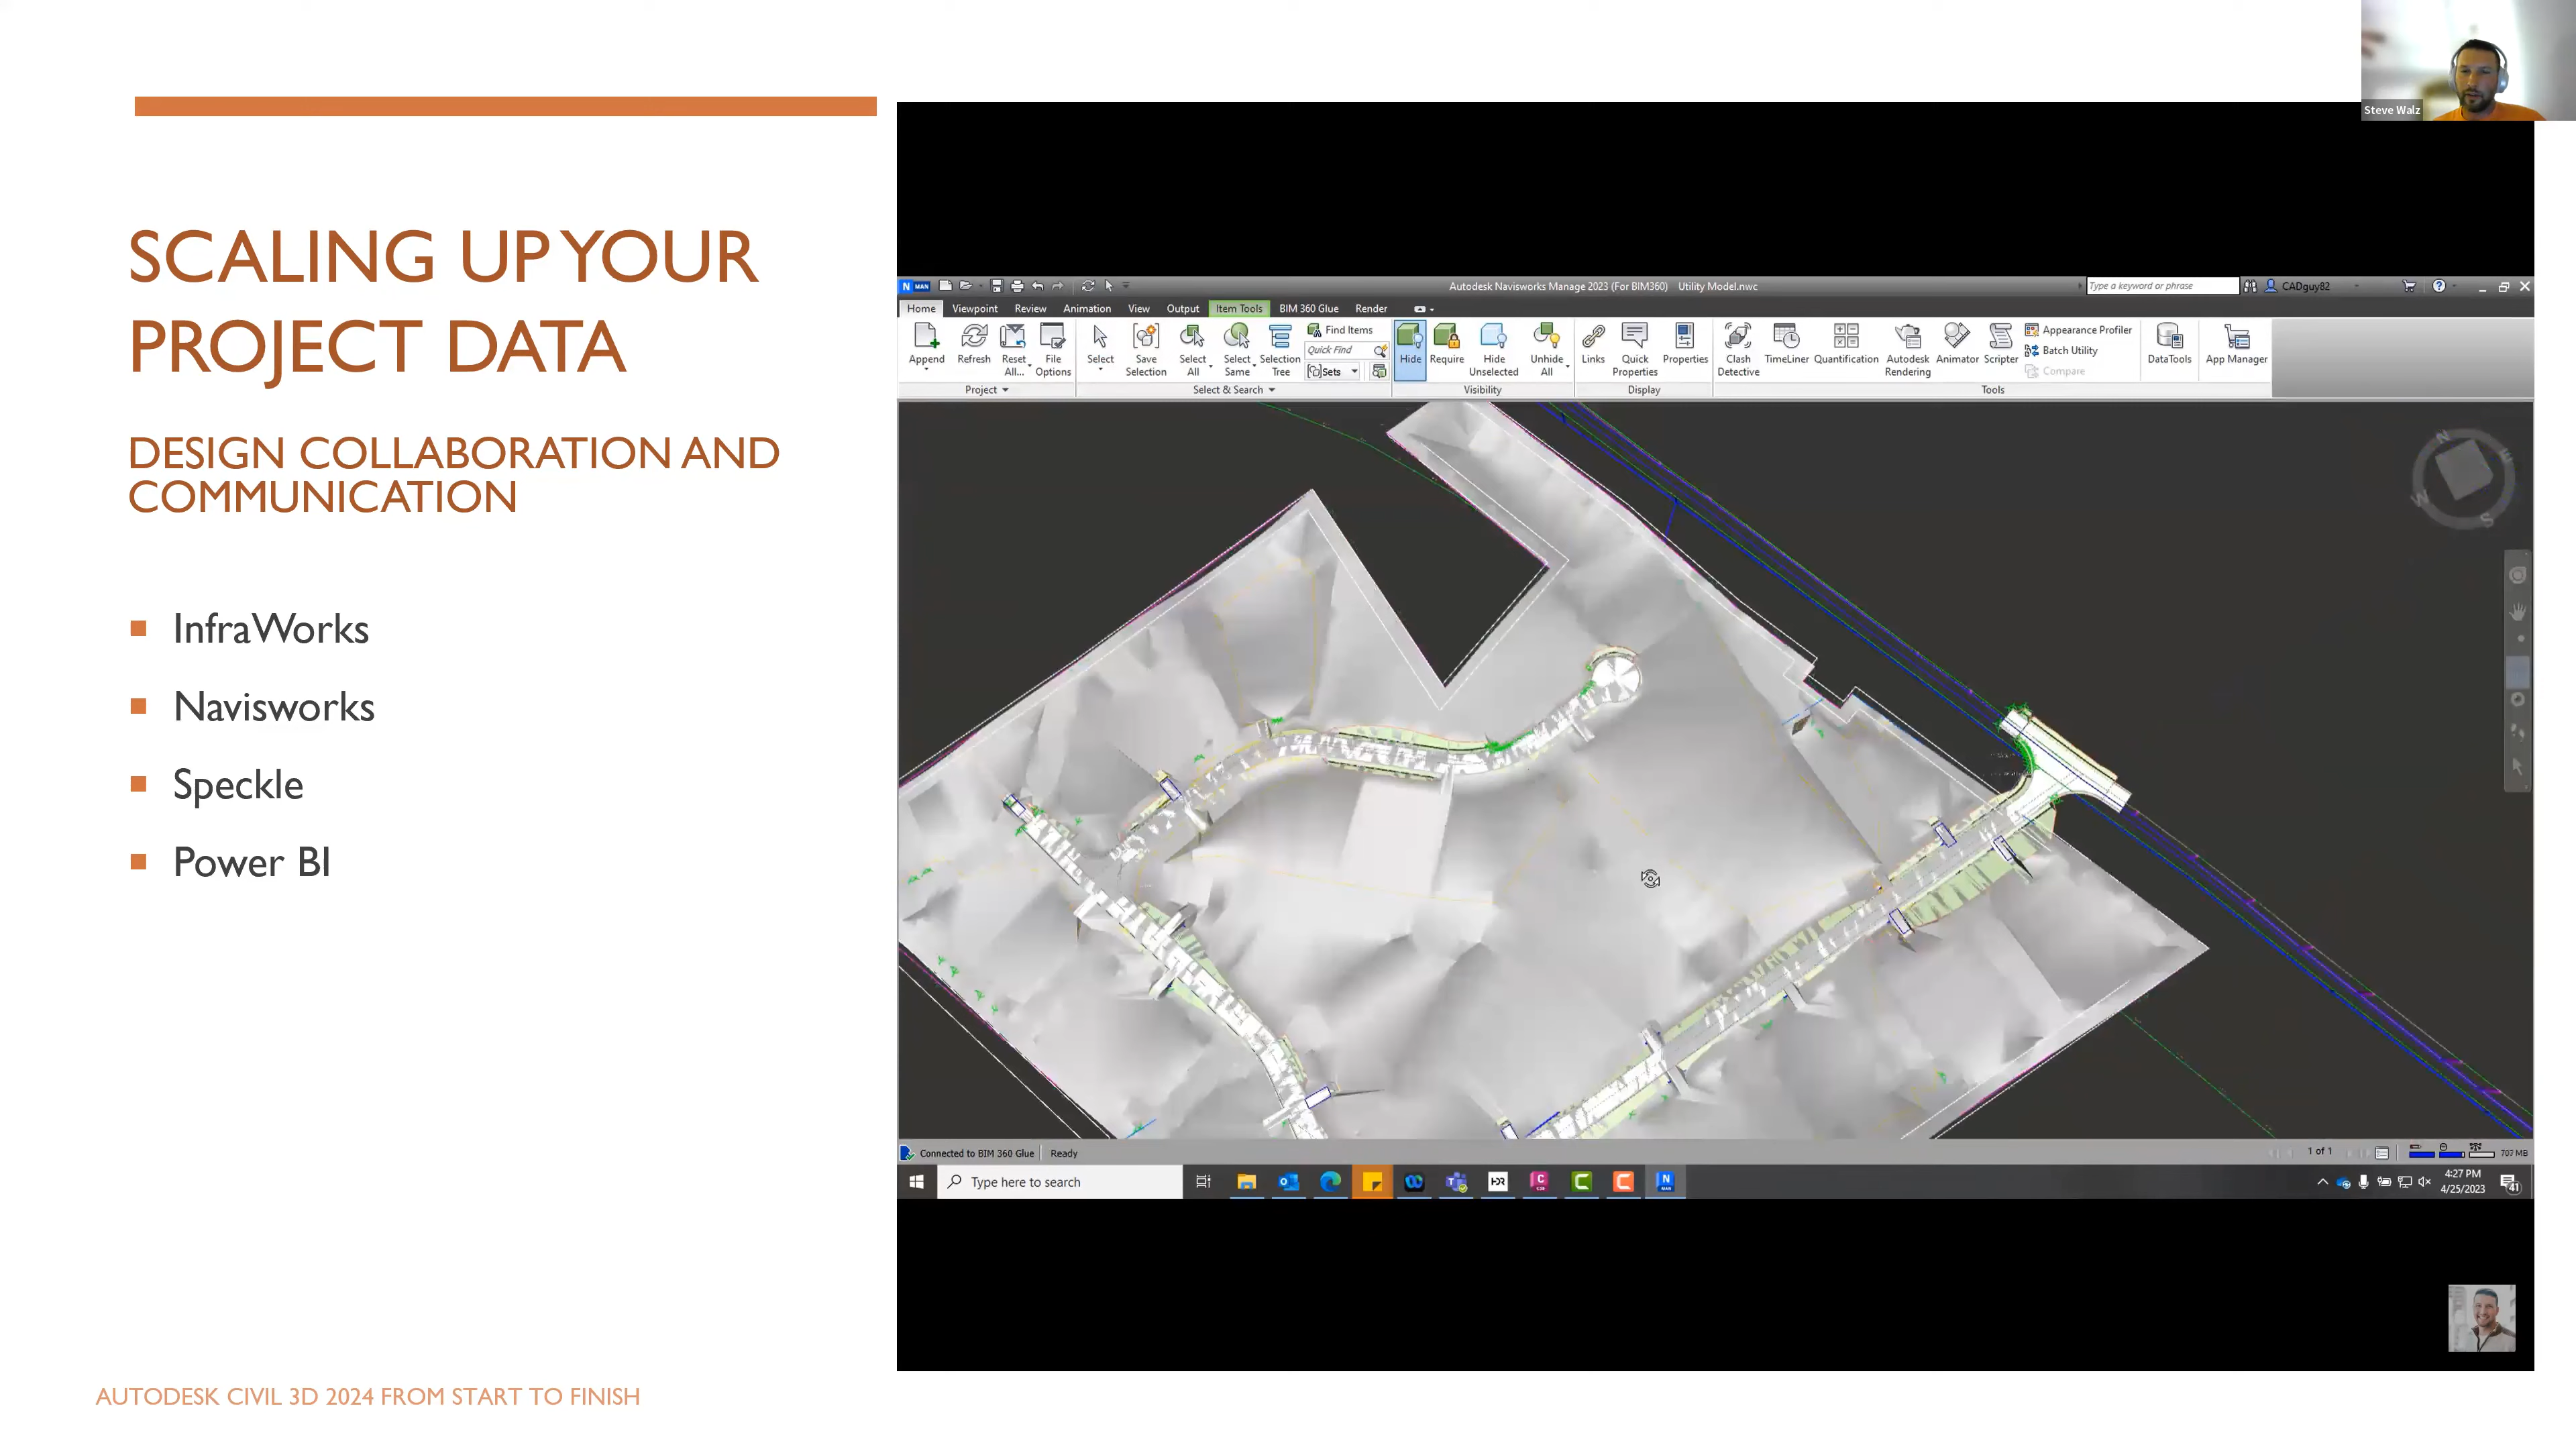 Steve Walz
SCALING UP YOUR
PROJECT DATA
DESIGN COLLABORATION AND
COMMUNICATION
InfraWorks
Navisworks
Speckle
Power BI
N MAN
Autodesk Navisworks Manage 2023 (For BIM360) Utility Model.nwc
Type a keyword or phrase
CADguy82
Home Viewpoint Review Animation View Output Item Tools BIM 360 Glue Render
Append Refresh Reset All... File Options
Select Save Selection Select All Select Same Selection Tree
Find Items
Quick Find
Sets
Hide Require Hide Unselected Unhide All
Links Quick Properties Properties
Clash Detective TimeLiner Quantification Autodesk Rendering Animator Scripter
Appearance Profiler
Batch Utility
Compare
DataTools App Manager
Project Select & Search Visibility Display Tools
N
E
W
S
Connected to BIM 360 Glue Ready
1 of 1
707 MB
Type here to search
4:27 PM
4/25/2023
41
AUTODESK CIVIL 3D 2024 FROM START TO FINISH